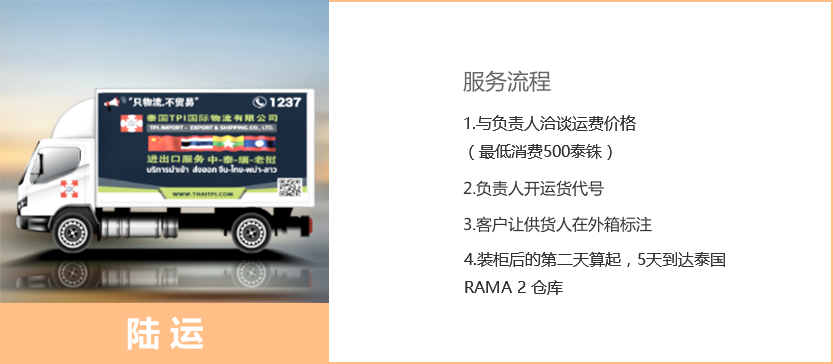 "只物流.不贸易"
1237
泰国TPI国际物流有限公司
TPI IMPORT - EXPORT & SHIPPING CO., LTD.
进出口服务 中-泰-缅-老挝
บริการนำเข้า ส่งออก จีน-ไทย-พม่า-ลาว
WWW.THAITPI.COM
陆运
服务流程
1.与负责人洽谈运费价格
（最低消费500泰铢）
2.负责人开运货代号
3.客户让供货人在外箱标注
4.装柜后的第二天算起，5天到达泰国
RAMA 2 仓库